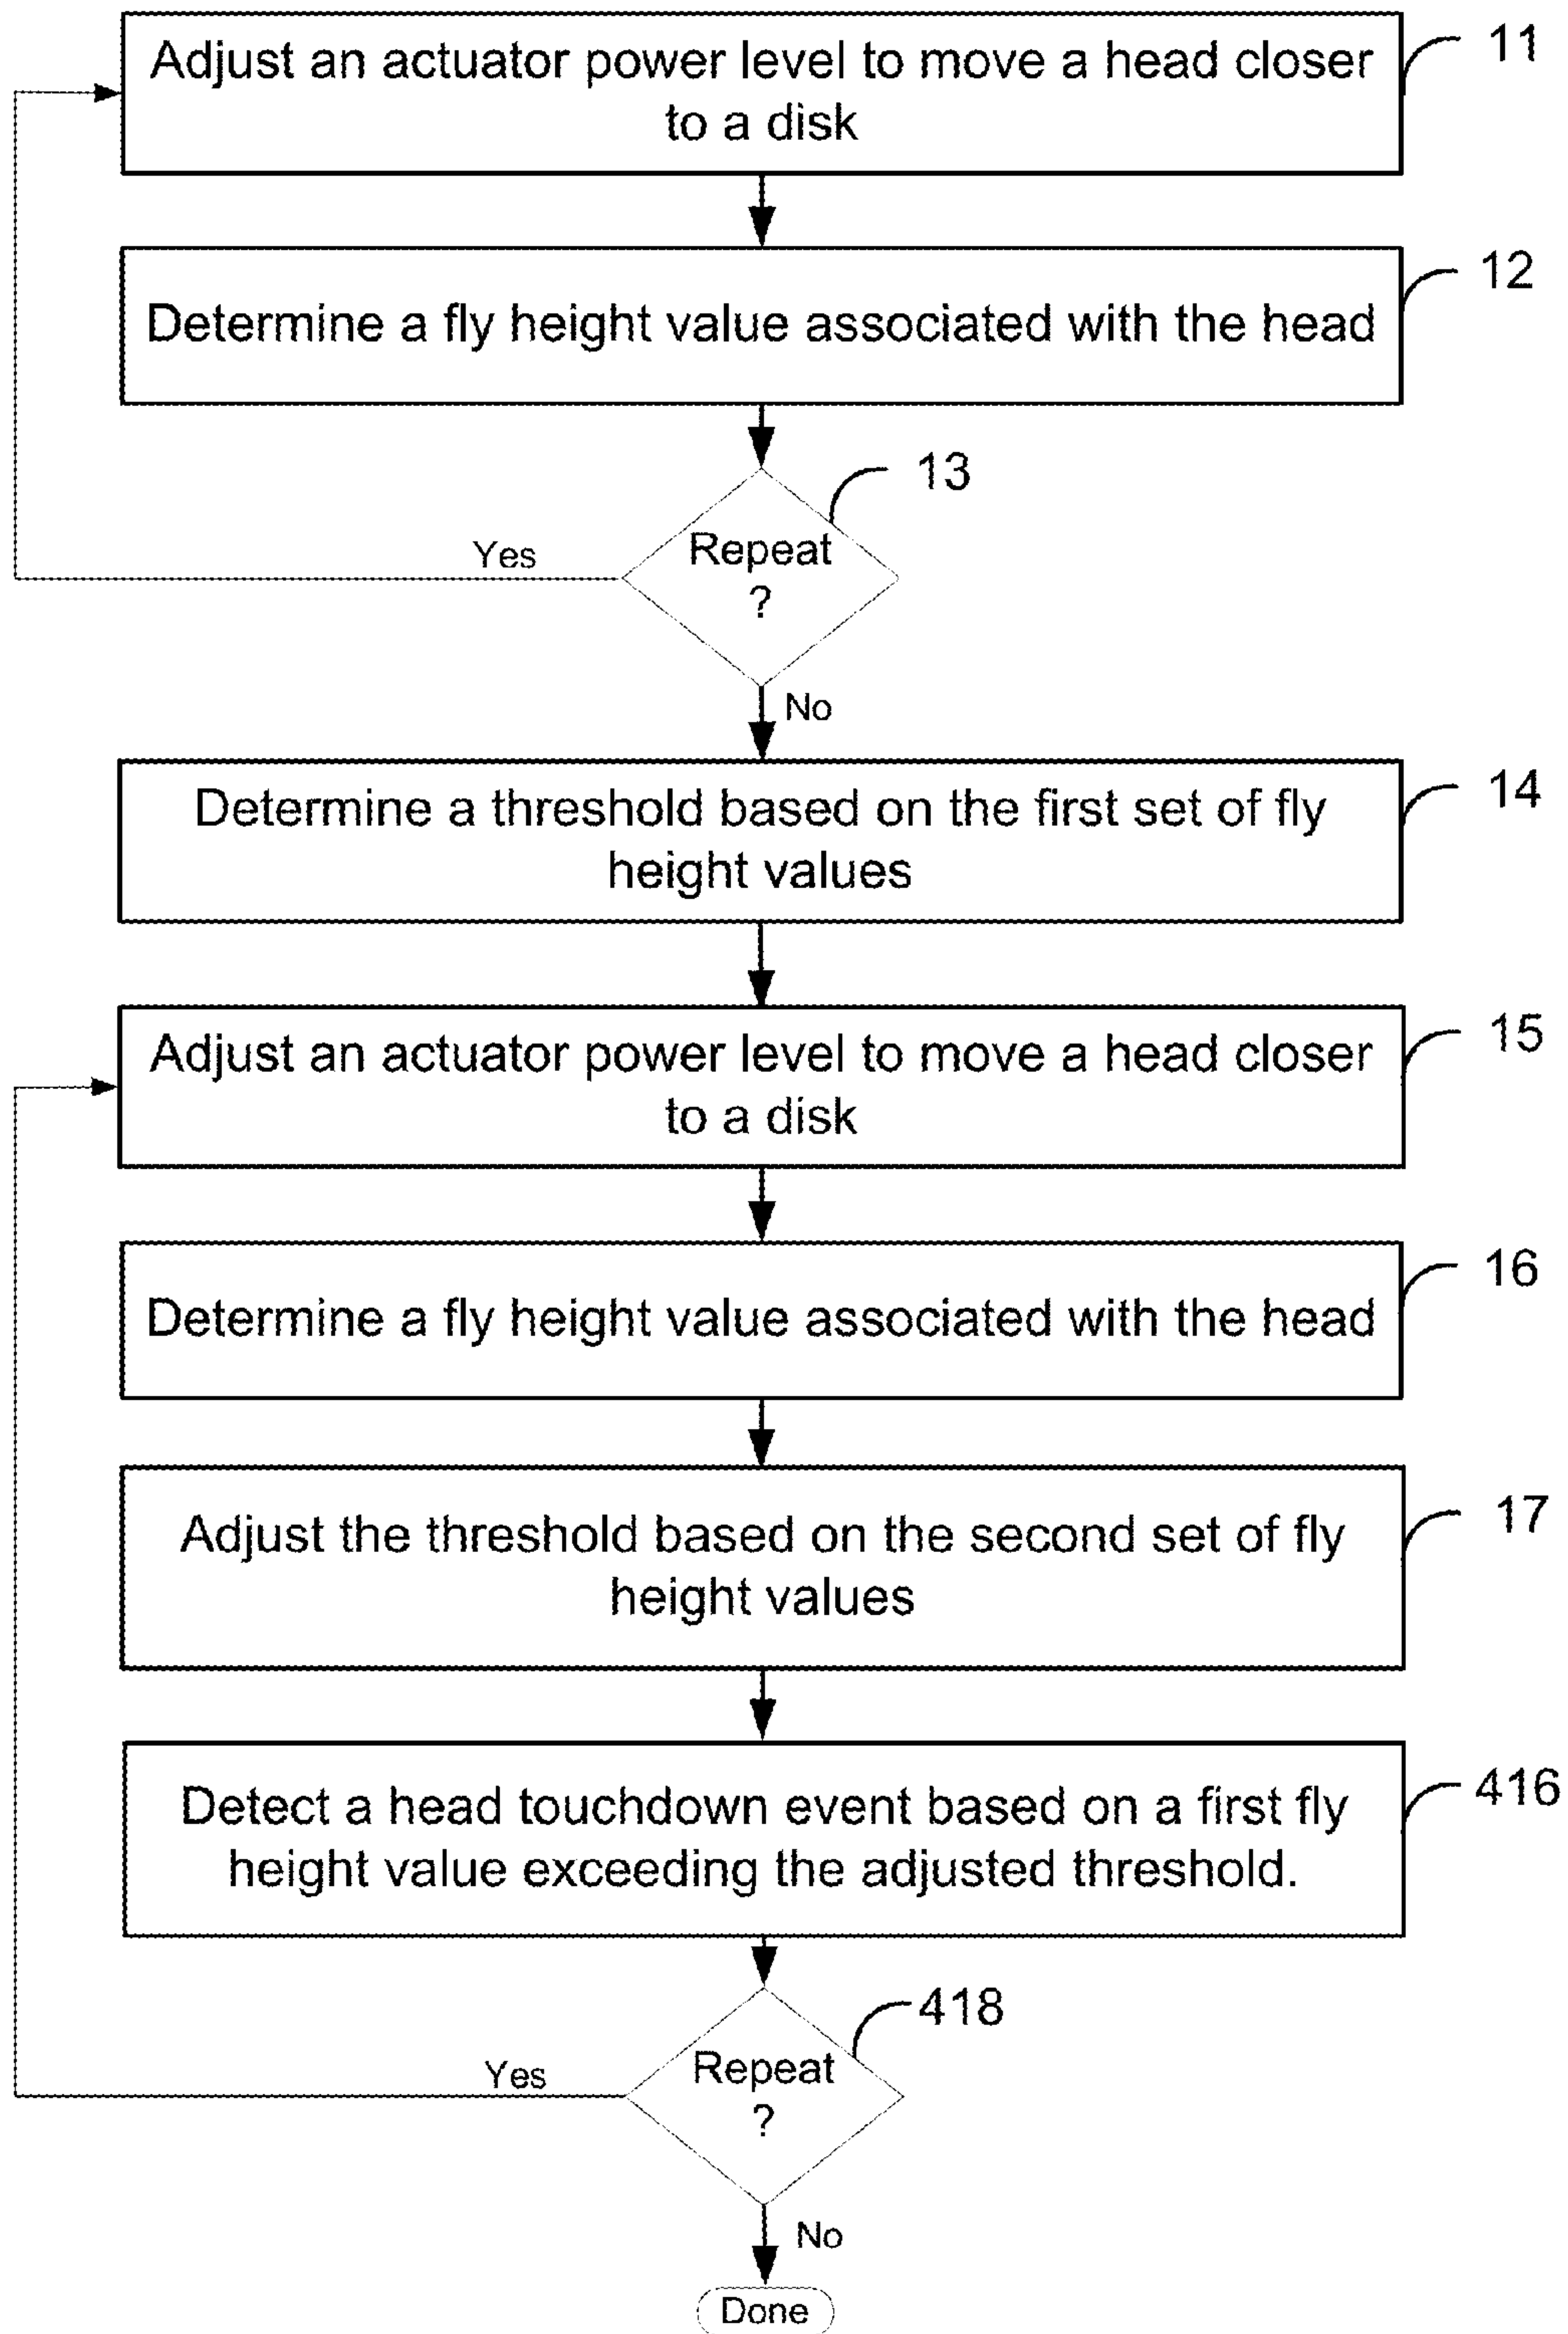 Adjust an actuator power level to move a head closer
to a disk
11
Determine a fly height value associated with the head
12
13
Repeat
?
Yes
No
Determine a threshold based on the first set of fly
height values
14
Adjust an actuator power level to move a head closer
to a disk
15
Determine a fly height value associated with the head
16
Adjust the threshold based on the second set of fly
height values
17
Detect a head touchdown event based on a first fly
height value exceeding the adjusted threshold.
416
418
Repeat
?
Yes
No
Done